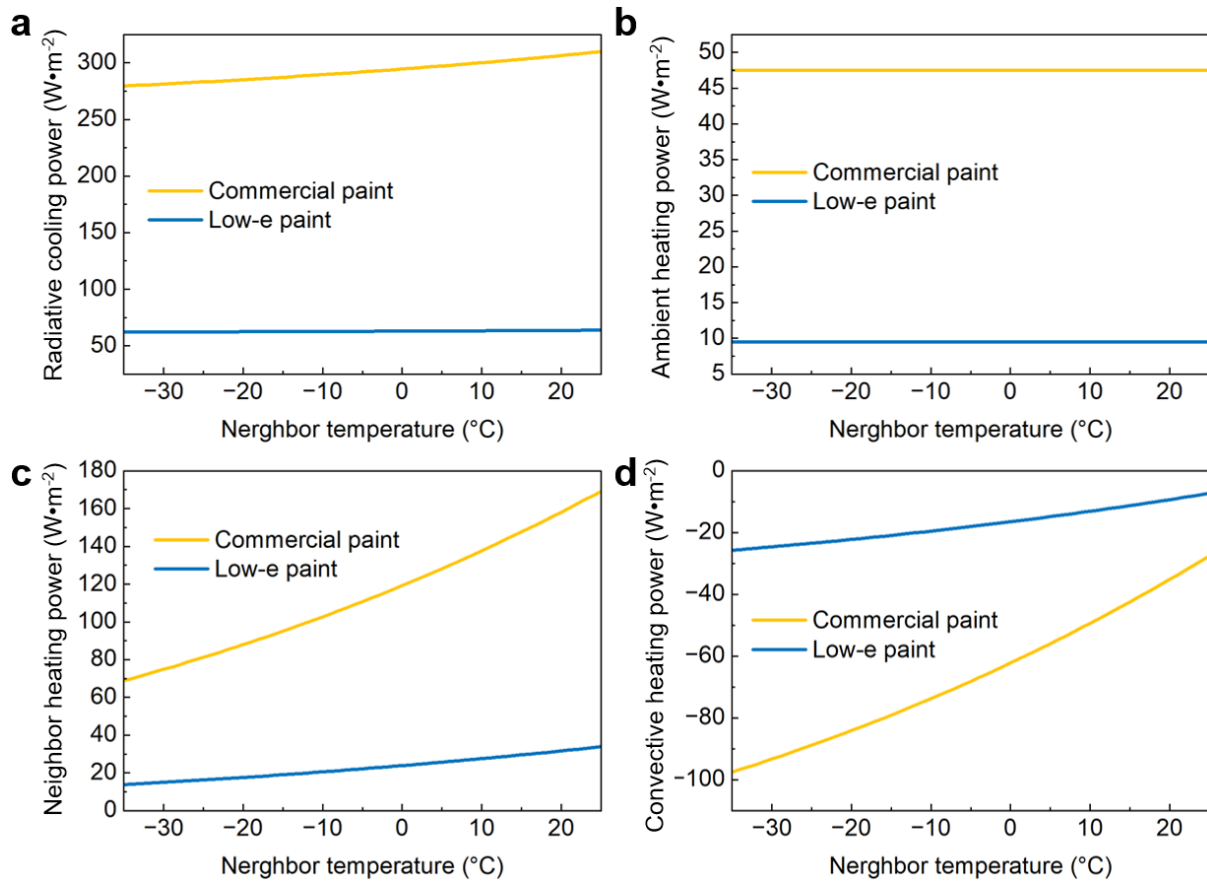 a
Radiative cooling power (W•m⁻²)
300
250
200
150
100
50
Commercial paint
Low-e paint
−30 −20 −10 0 10 20
Nerghbor temperature (°C)
b
Ambient heating power (W•m⁻²)
50
45
40
35
30
25
20
15
10
5
Commercial paint
Low-e paint
−30 −20 −10 0 10 20
Nerghbor temperature (°C)
c
Neighbor heating power (W•m⁻²)
180
160
140
120
100
80
60
40
20
0
Commercial paint
Low-e paint
−30 −20 −10 0 10 20
Nerghbor temperature (°C)
d
Convective heating power (W•m⁻²)
0
−20
−40
−60
−80
−100
Commercial paint
Low-e paint
−30 −20 −10 0 10 20
Nerghbor temperature (°C)